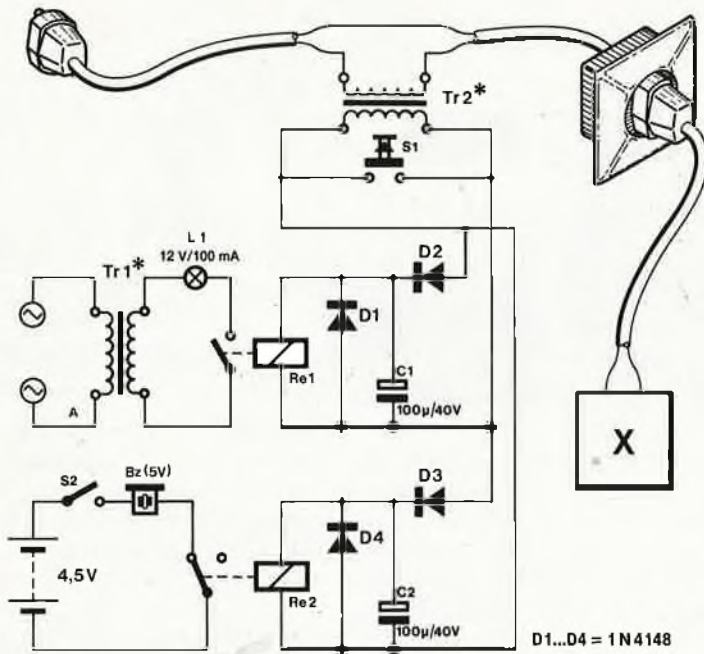 Tr2*
S1
L 1
12 V/100 mA
Tr1*
D2
D1
Re1
C1
100µ/40V
A
X
S2
Bz (5V)
D3
D4
4,5V
Re2
C2
100µ/40V
D1...D4 = 1N4148